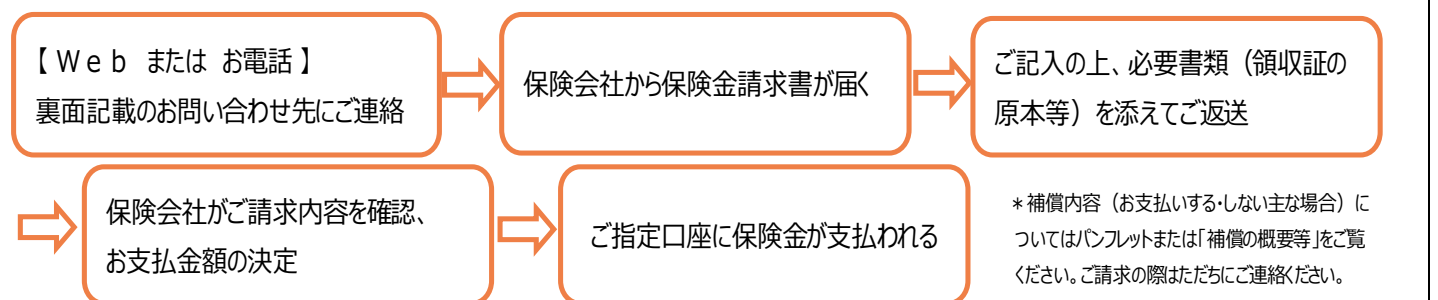 【Web または お電話】
裏面記載のお問い合わせ先にご連絡
保険会社から保険金請求書が届く
ご記入の上、必要書類（領収証の
原本等）を添えてご返送
保険会社がご請求内容を確認、
お支払金額の決定
ご指定口座に保険金が支払われる
＊補償内容（お支払いする・しない主な場合）に
ついてはパンフレットまたは「補償の概要等」をご覧
ください。ご請求の際はただちにご連絡ください。